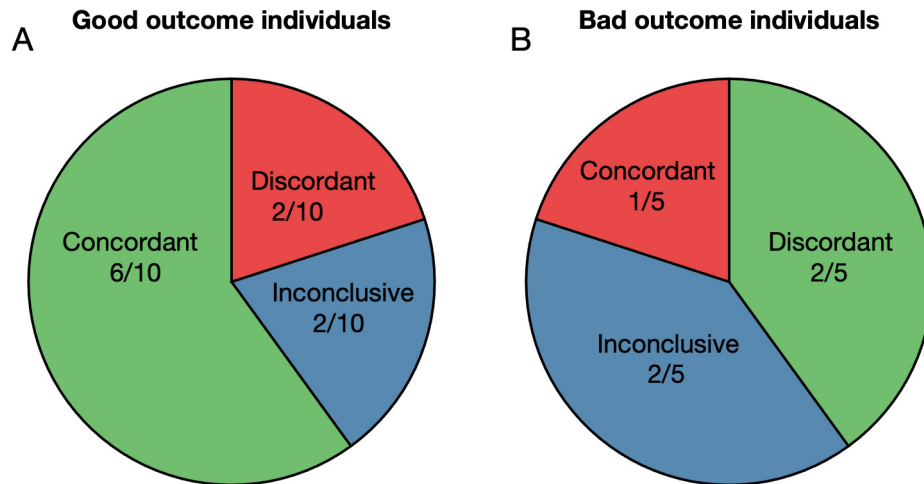 Good outcome individuals
A
Discordant
2/10
Concordant
6/10
Inconclusive
2/10
Bad outcome individuals
B
Concordant
1/5
Discordant
2/5
Inconclusive
2/5